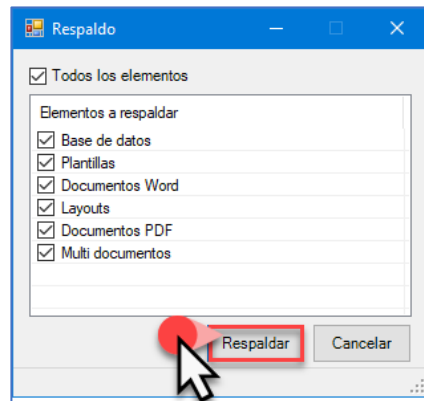 Respaldo
Todos los elementos
Elementos a respaldar
Base de datos
Plantillas
Documentos Word
Layouts
Documentos PDF
Multi documentos
Respaldar Cancelar